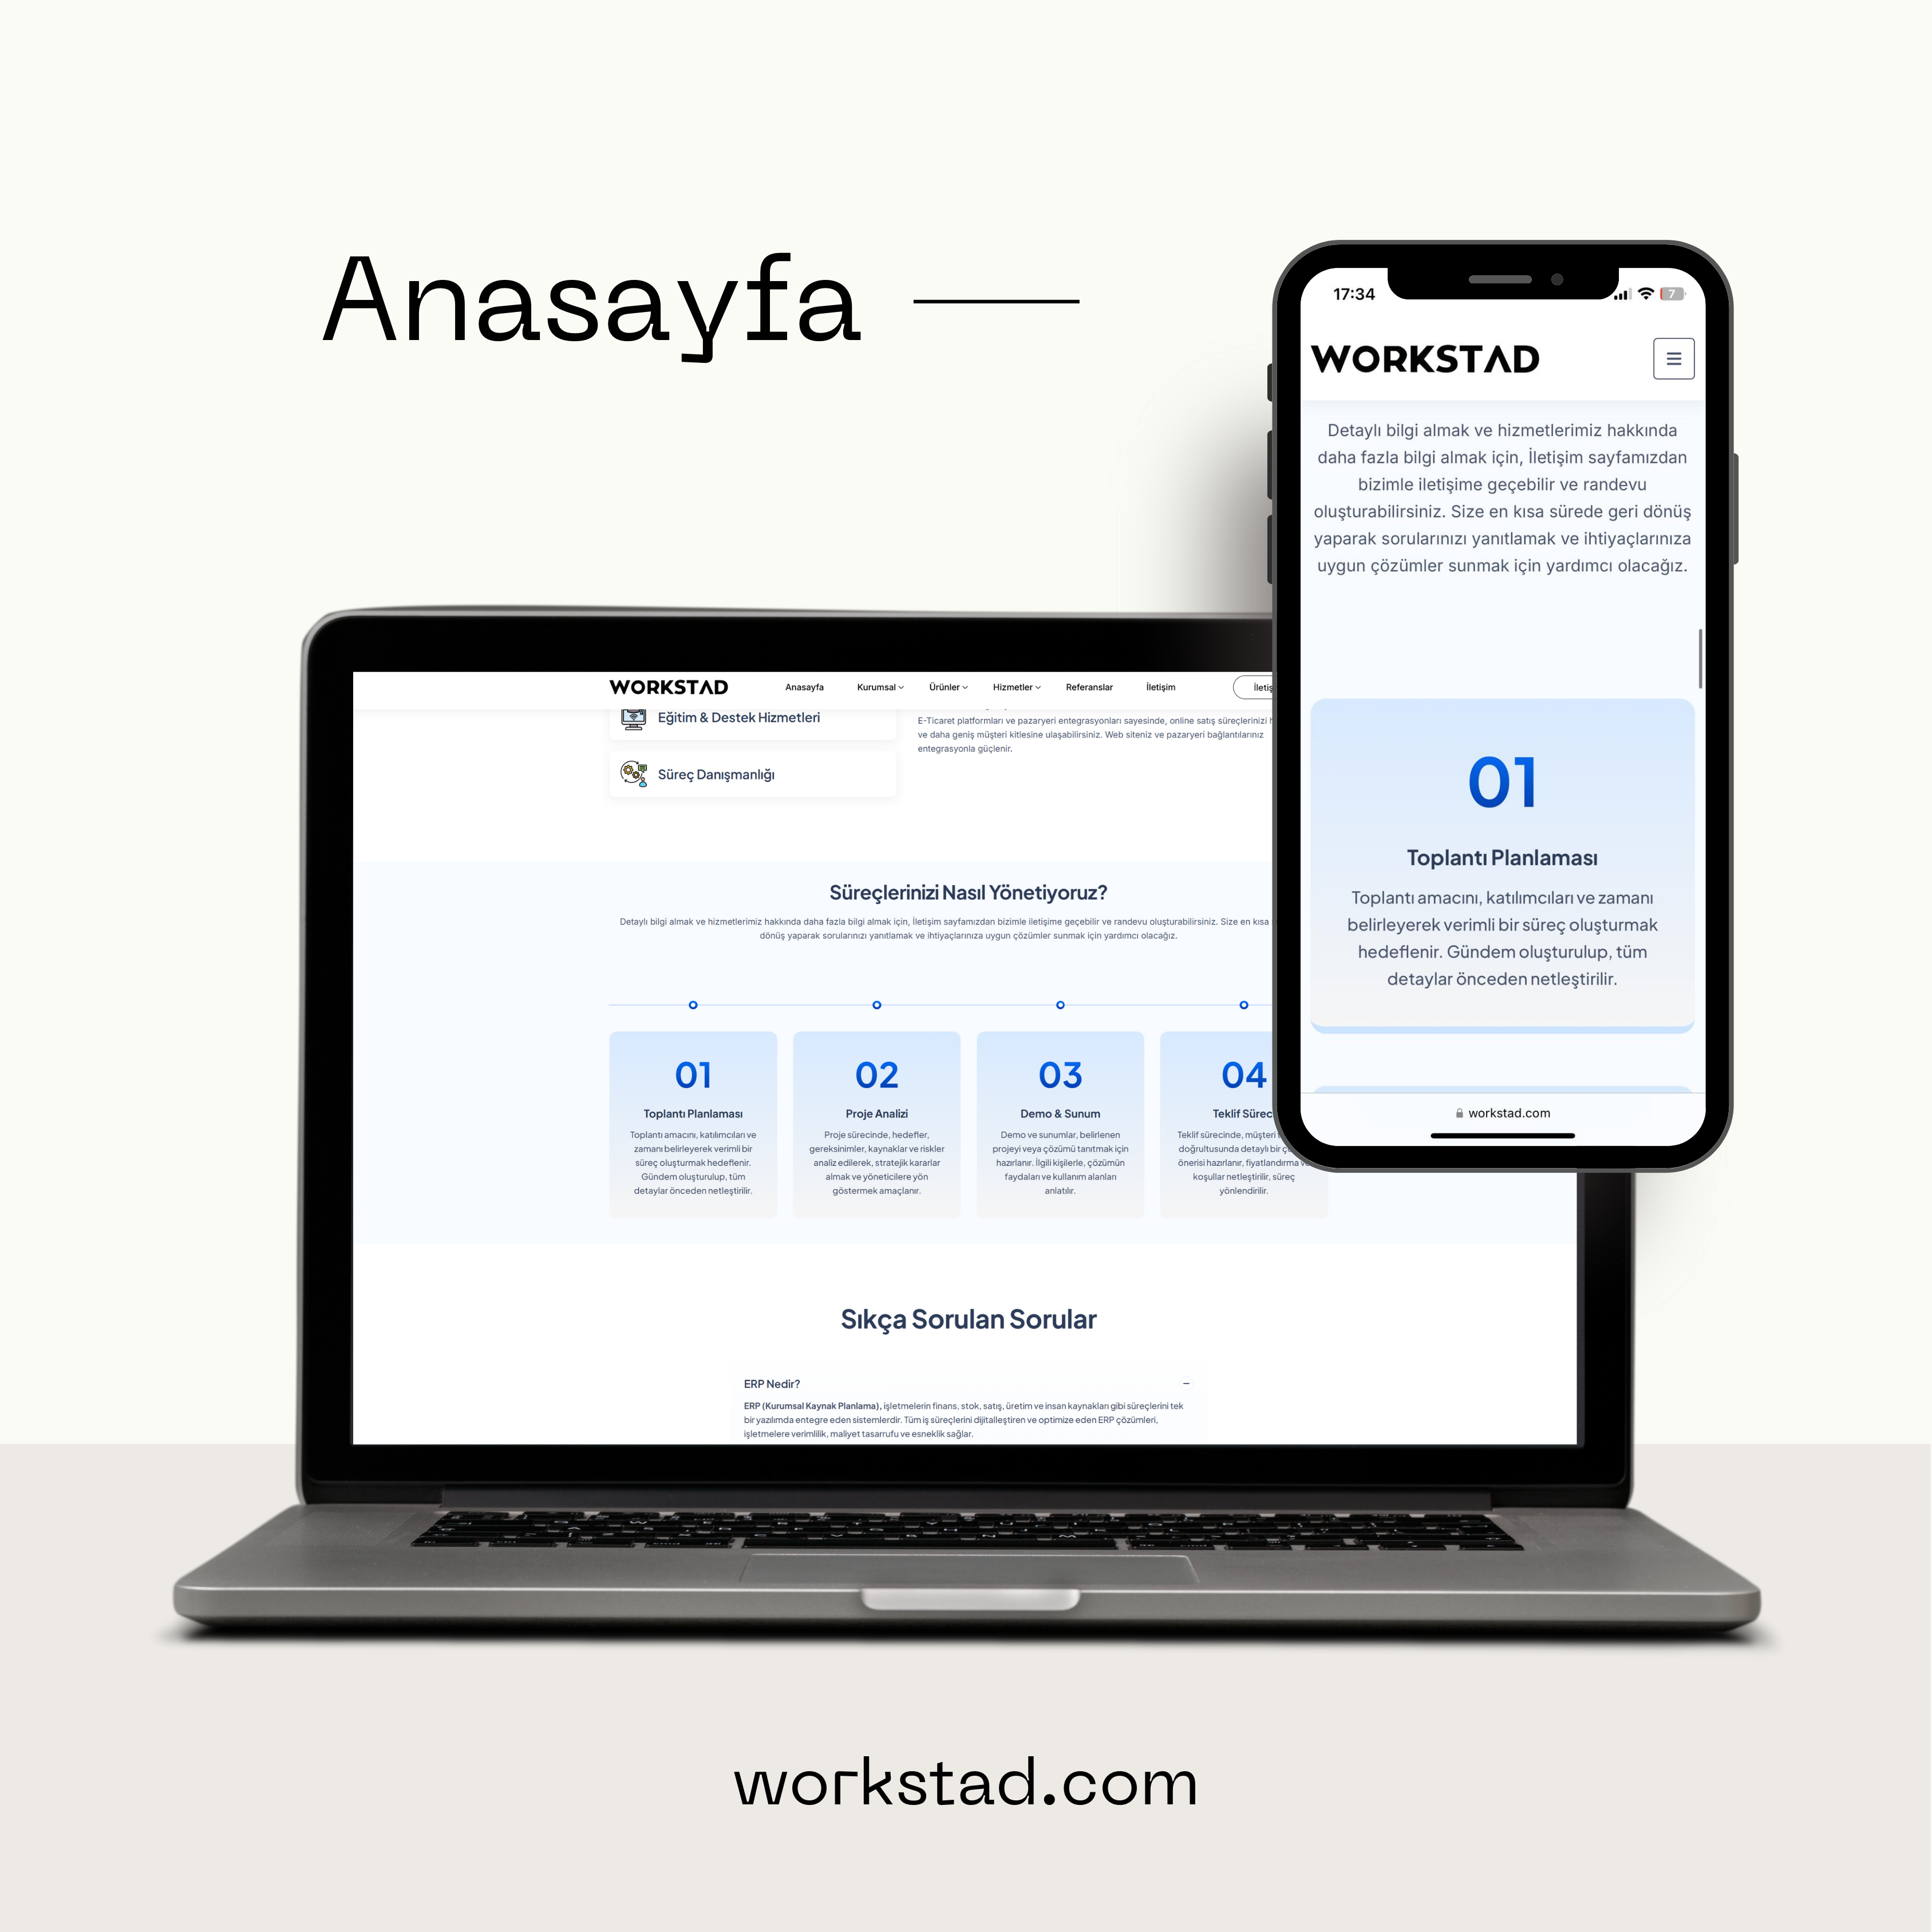 Anasayfa
17:34
7
WORKSTAD
Detaylı bilgi almak ve hizmetlerimiz hakkında
daha fazla bilgi almak için, İletişim sayfamızdan
bizimle iletişime geçebilir ve randevu
oluşturabilirsiniz. Size en kısa sürede geri dönüş
yaparak sorularınızı yanıtlamak ve ihtiyaçlarınıza
uygun çözümler sunmak için yardımcı olacağız.
01
Toplantı Planlaması
Toplantı amacını, katılımcıları ve zamanı
belirleyerek verimli bir süreç oluşturmak
hedeflenir. Gündem oluşturulup, tüm
detaylar önceden netleştirilir.
workstad.com
WORKSTAD Anasayfa Kurumsal Ürünler Hizmetler Referanslar İletişim
Eğitim & Destek Hizmetleri
Süreç Danışmanlığı
E-Ticaret platformları ve pazaryeri entegrasyonları sayesinde, online satış süreçlerinizi
ve daha geniş müşteri kitlesine ulaşabilirsiniz. Web siteniz ve pazaryeri bağlantılarınız
entegrasyonla güçlenir.
Süreçlerinizi Nasıl Yönetiyoruz?
Detaylı bilgi almak ve hizmetlerimiz hakkında daha fazla bilgi almak için, İletişim sayfamızdan bizimle iletişime geçebilir ve randevu oluşturabilirsiniz. Size en kısa
dönüş yaparak sorularınızı yanıtlamak ve ihtiyaçlarınıza uygun çözümler sunmak için yardımcı olacağız.
01
Toplantı Planlaması
Toplantı amacını, katılımcıları ve
zamanı belirleyerek verimli bir
süreç oluşturmak hedeflenir.
Gündem oluşturulup, tüm
detaylar önceden netleştirilir.
02
Proje Analizi
Proje sürecinde, hedefler,
gereksinimler, kaynaklar ve riskler
analiz edilerek, stratejik kararlar
almak ve yöneticilere yön
göstermek amaçlanır.
03
Demo & Sunum
Demo ve sunumlar, belirlenen
projeyi veya çözümü tanıtmak için
hazırlanır. İlgili kişilerle, çözümün
faydaları ve kullanım alanları
anlatılır.
04
Teklif Sürec
Teklif sürecinde, müşteri
doğrultusunda detaylı bir
önerisi hazırlanır, fiyatlandırma
koşullar netleştirilir, süreç
yönlendirilir.
Sıkça Sorulan Sorular
ERP Nedir?
ERP (Kurumsal Kaynak Planlama), işletmelerin finans, stok, satış, üretim ve insan kaynakları gibi süreçlerini tek
bir yazılımda entegre eden sistemlerdir. Tüm iş süreçlerini dijitalleştiren ve optimize eden ERP çözümleri,
işletmelere verimlilik, maliyet tasarrufu ve esneklik sağlar.
workstad.com